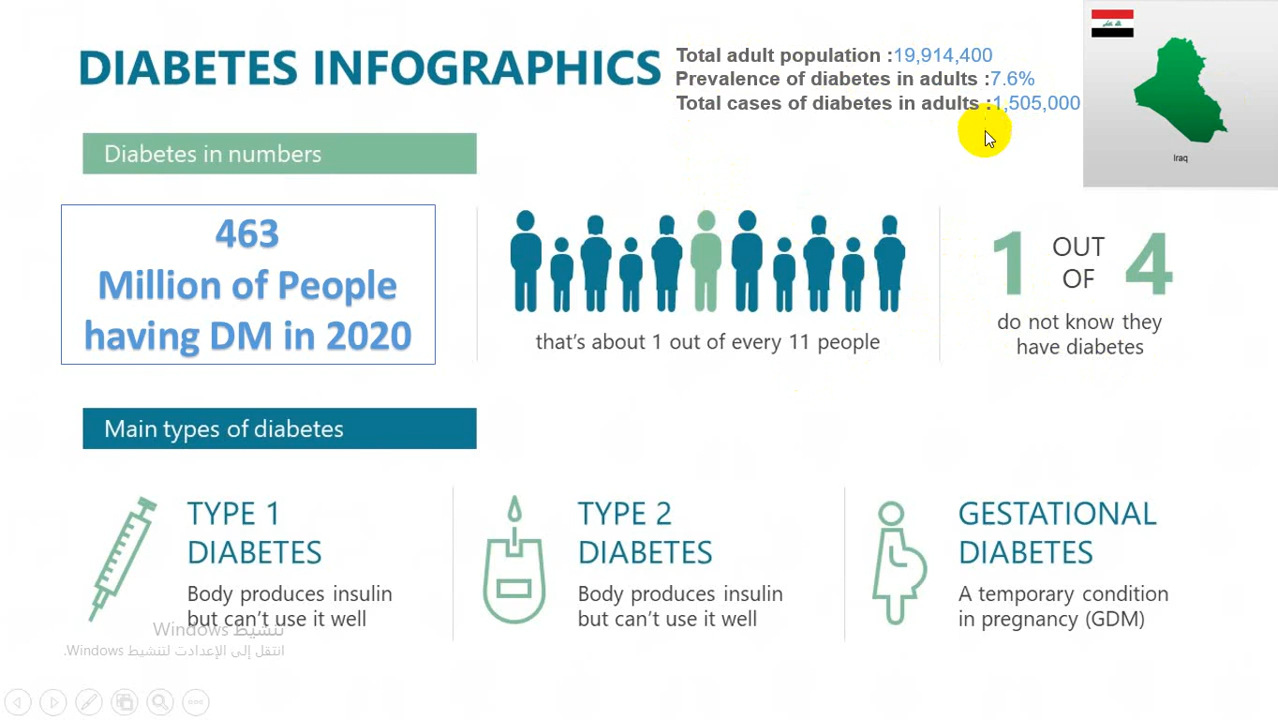 DIABETES INFOGRAPHICS
Total adult population :19,914,400
Prevalence of diabetes in adults :7.6%
Total cases of diabetes in adults :1,505,000
Iraq
Diabetes in numbers
463
Million of People
having DM in 2020
that's about 1 out of every 11 people
1 OUT OF 4
do not know they
have diabetes
Main types of diabetes
TYPE 1
DIABETES
Body produces insulin
but can't use it well
TYPE 2
DIABETES
Body produces insulin
but can't use it well
GESTATIONAL
DIABETES
A temporary condition
in pregnancy (GDM)
تنشيط Windows
انتقل إلى الإعدادت لتنشيط Windows.